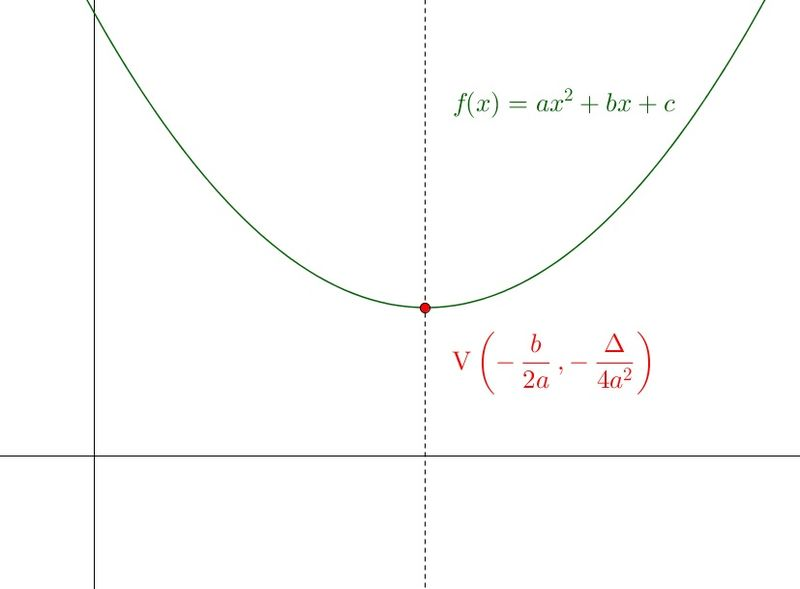 f(x) = ax² + bx + c
V (− b/2a , − Δ/4a²)